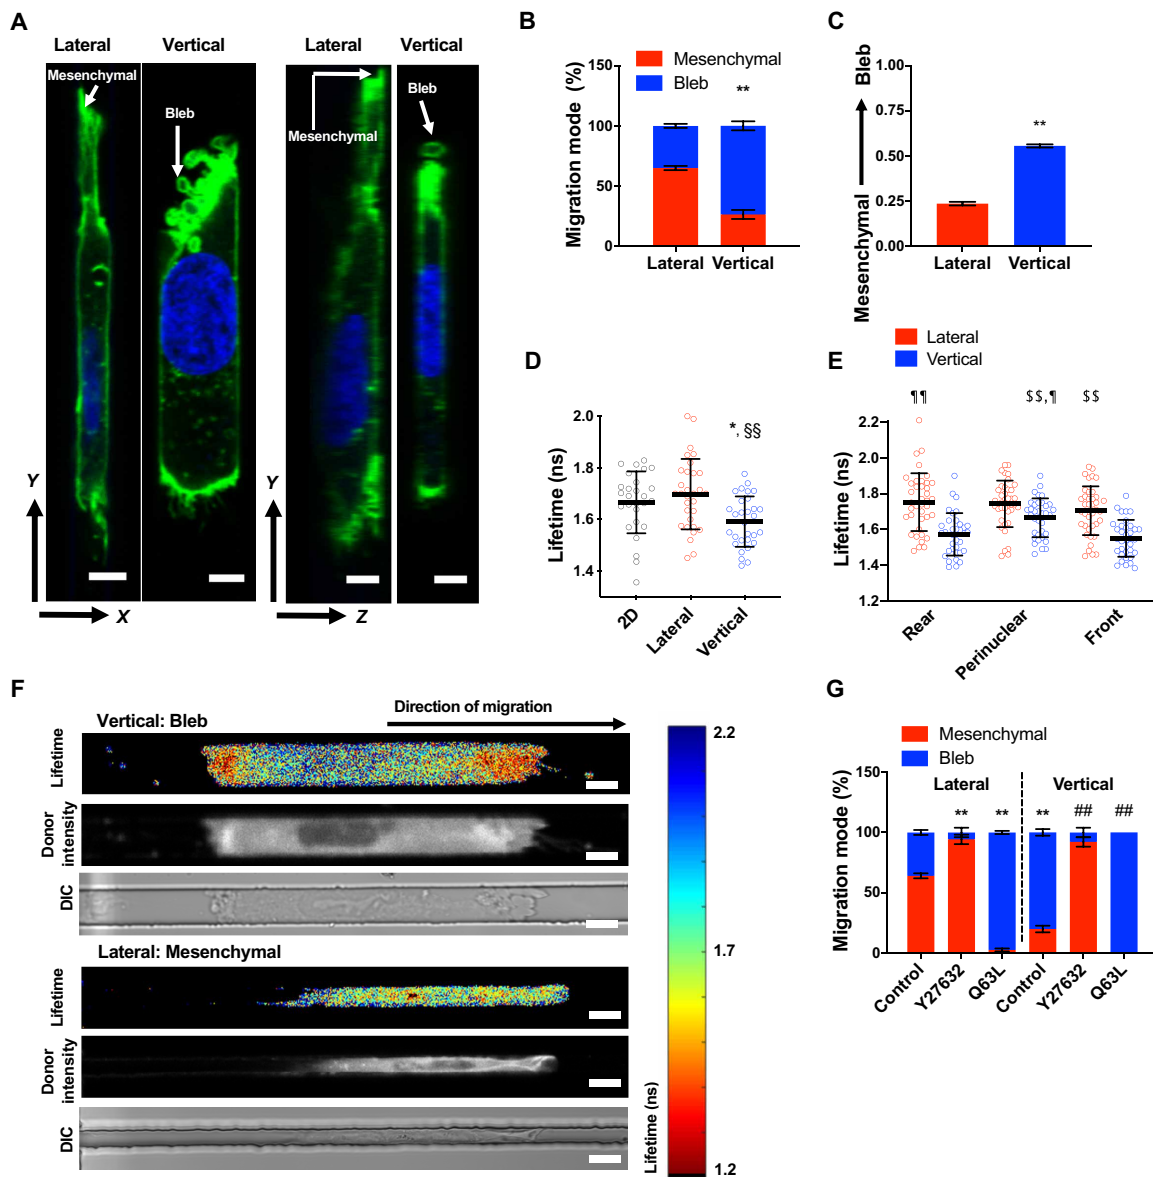 A
Lateral
Vertical
Lateral
Vertical
Mesenchymal
Bleb
Mesenchymal
Bleb
Y
X
Y
Z
B
Mesenchymal
Bleb
Migration mode (%)
150
100
50
0
**
Lateral
Vertical
C
Mesenchymal
Bleb
1.00
0.75
0.50
0.25
0.00
**
Lateral
Vertical
D
Lifetime (ns)
2.0
1.8
1.6
1.4
*, §§
2D
Lateral
Vertical
E
Lateral
Vertical
Lifetime (ns)
2.2
2.0
1.8
1.6
1.4
1.2
¶¶
$$,¶
$$
Rear
Perinuclear
Front
F
Vertical: Bleb
Direction of migration
Lifetime
Donor intensity
DIC
Lateral: Mesenchymal
Lifetime
Donor intensity
DIC
2.2
1.7
1.2
Lifetime (ns)
G
Mesenchymal
Bleb
Migration mode (%)
150
100
50
0
Lateral
Vertical
**
**
**
##
##
Control
Y27632
Q63L
Control
Y27632
Q63L